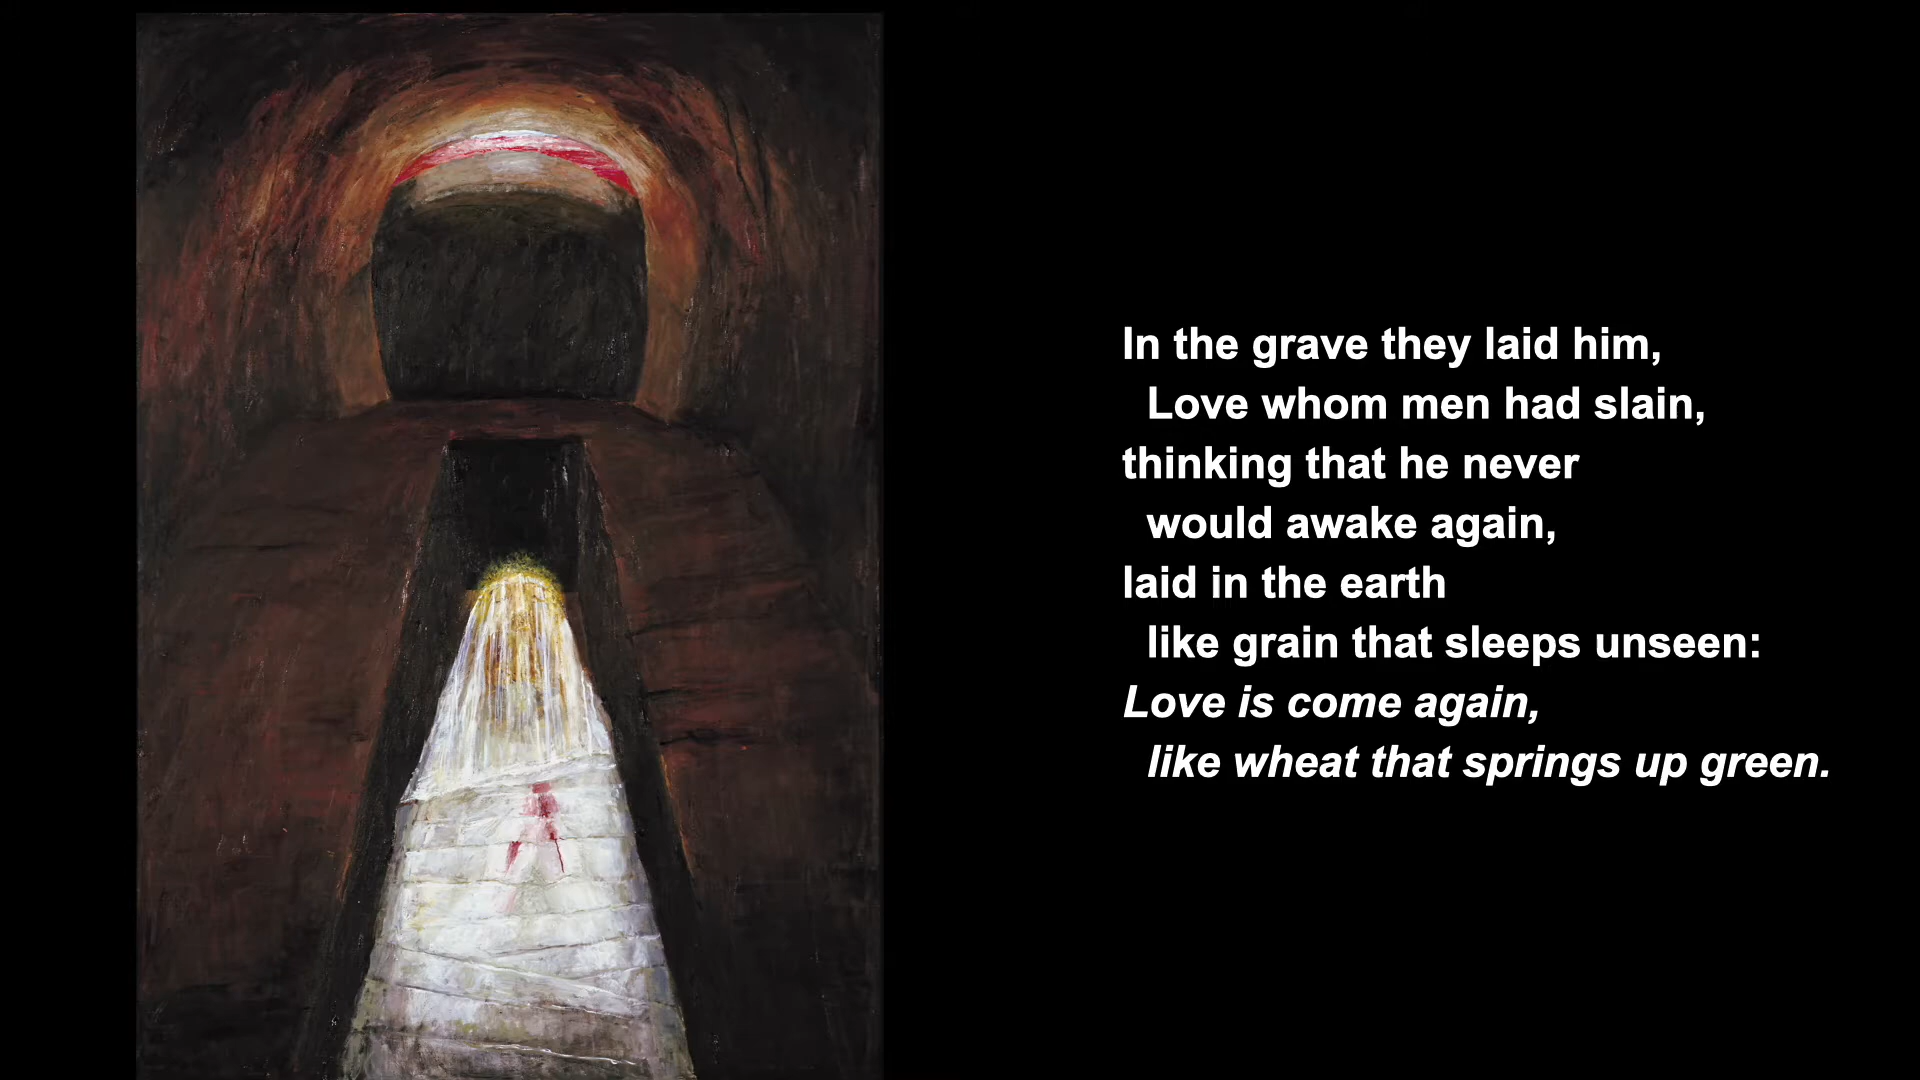 In the grave they laid him,
Love whom men had slain,
thinking that he never
would awake again,
laid in the earth
like grain that sleeps unseen:
Love is come again,
like wheat that springs up green.